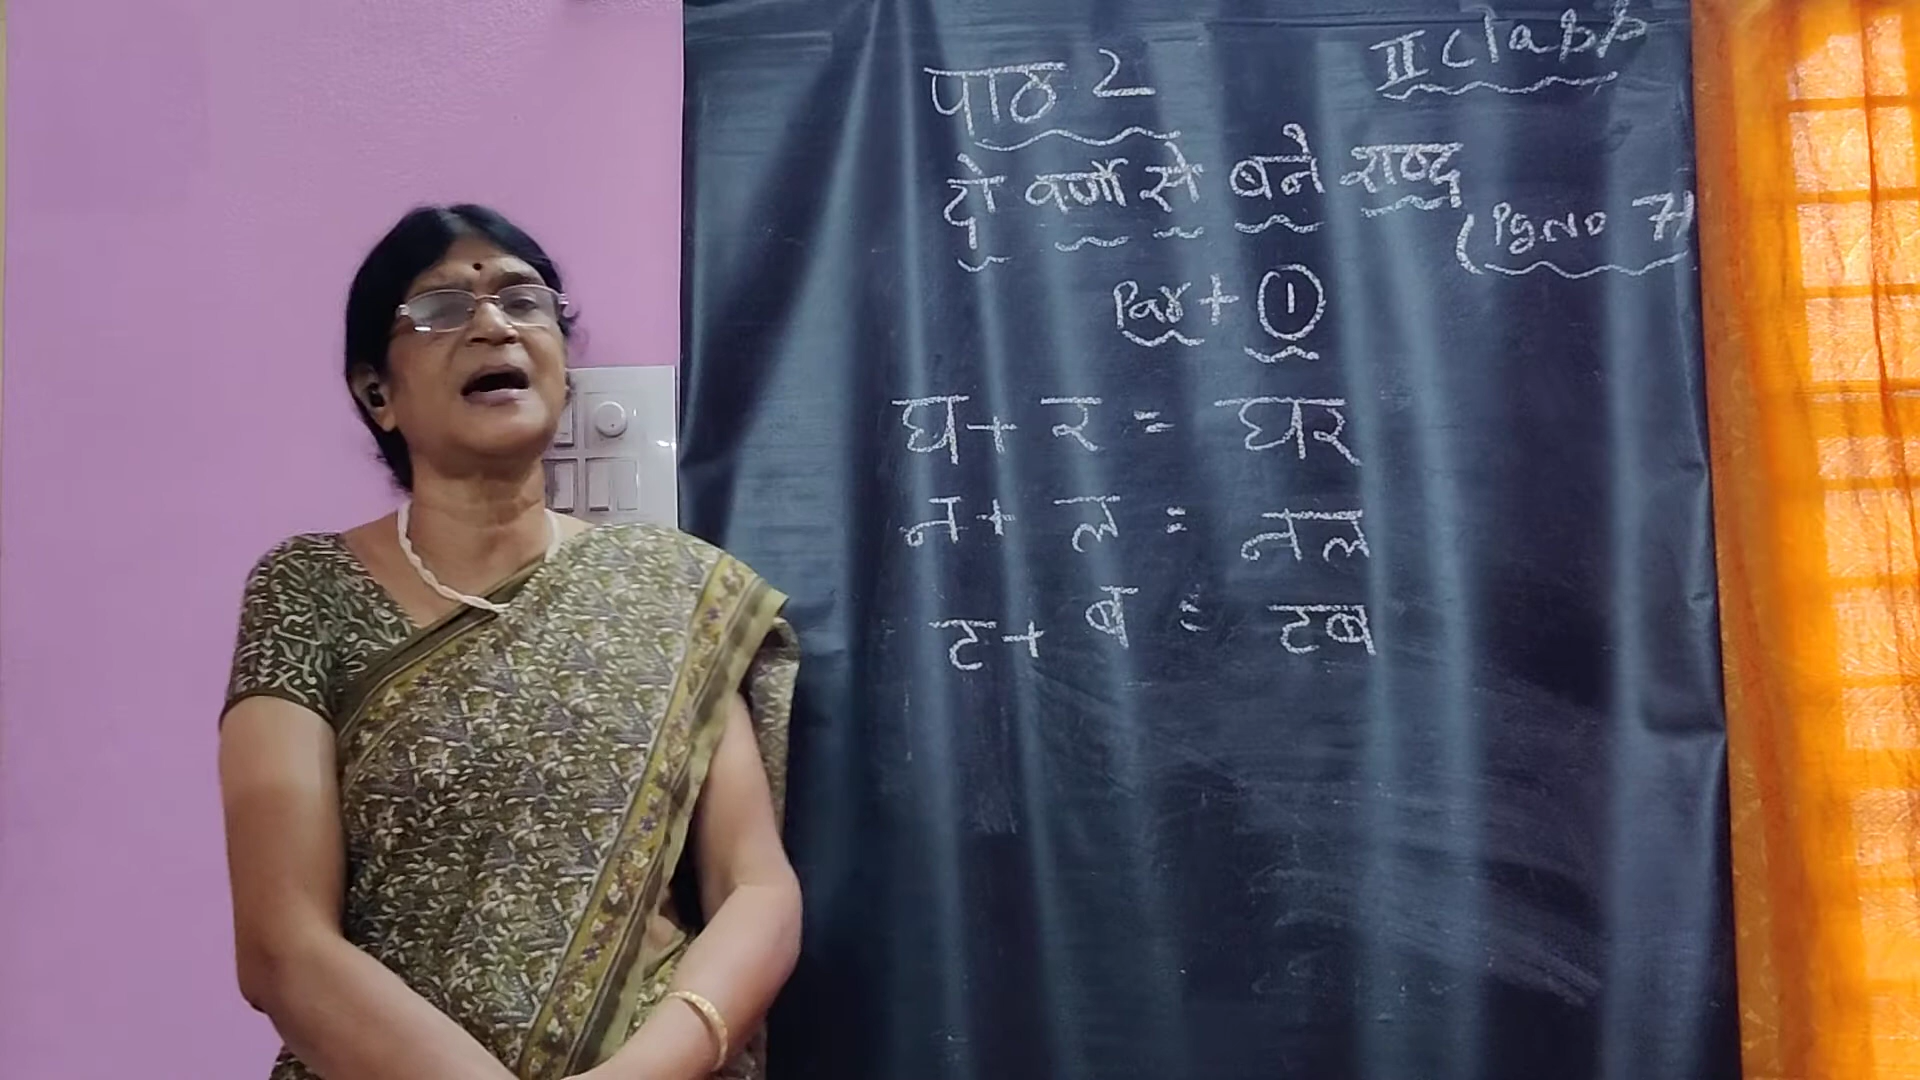 II Class
पाठ 2
दो वर्णो से बने शब्द
(Pg No 7)
Part ①
घ + र = घर
न + ल = नल
ट + ब = टब